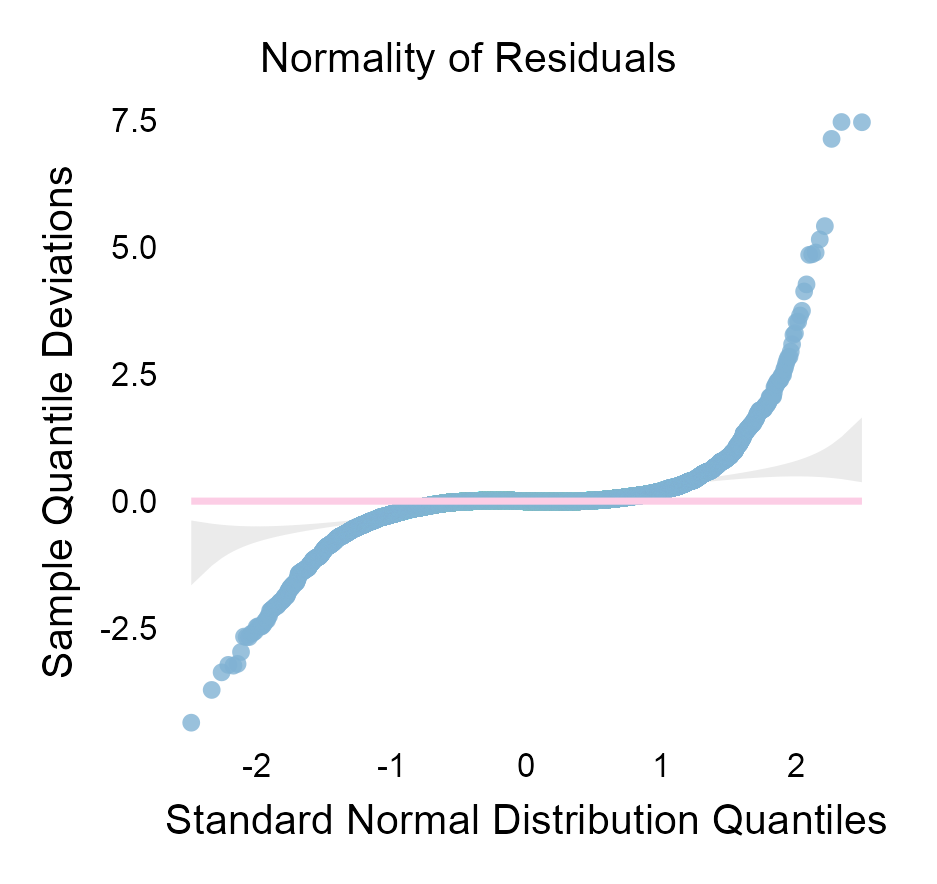 Normality of Residuals
7.5
5.0
2.5
0.0
-2.5
Sample Quantile Deviations
-2 -1 0 1 2
Standard Normal Distribution Quantiles